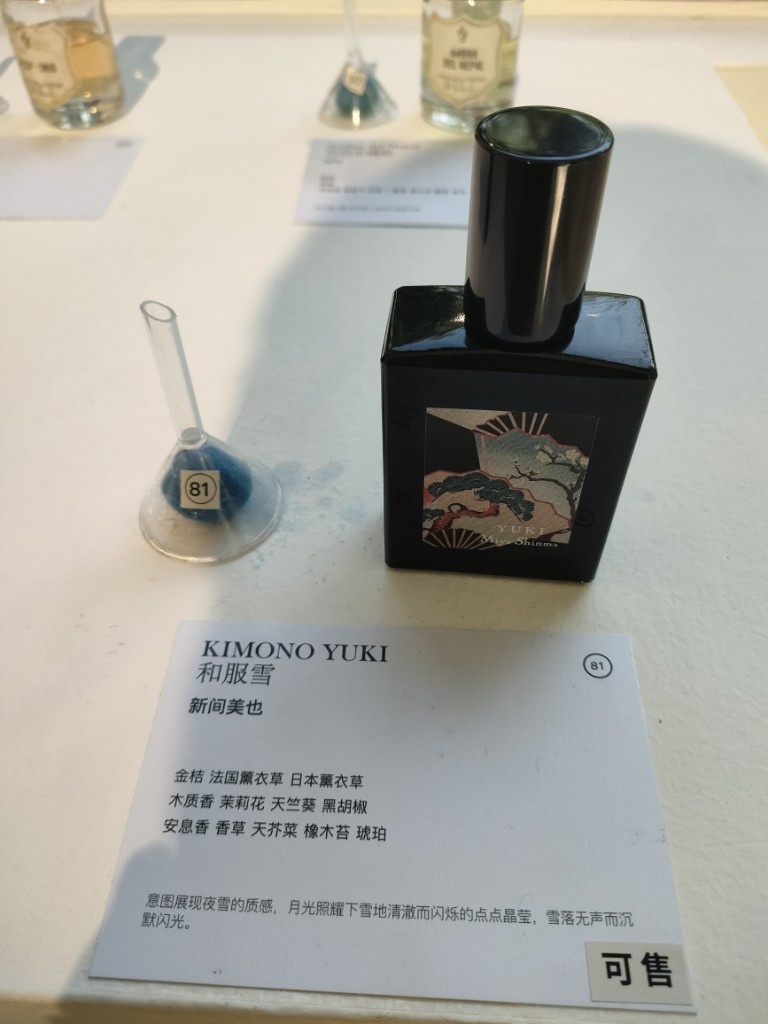 81
YUKI
Miya Shinma
KIMONO YUKI
81
和服雪
新间美也
金桔 法国薰衣草 日本薰衣草
木质香 茉莉花 天竺葵 黑胡椒
安息香 香草 天芥菜 橡木苔 琥珀
意图展现夜雪的质感，月光照耀下雪地清澈而闪烁的点点晶莹，雪落无声而沉
默闪光。
可售